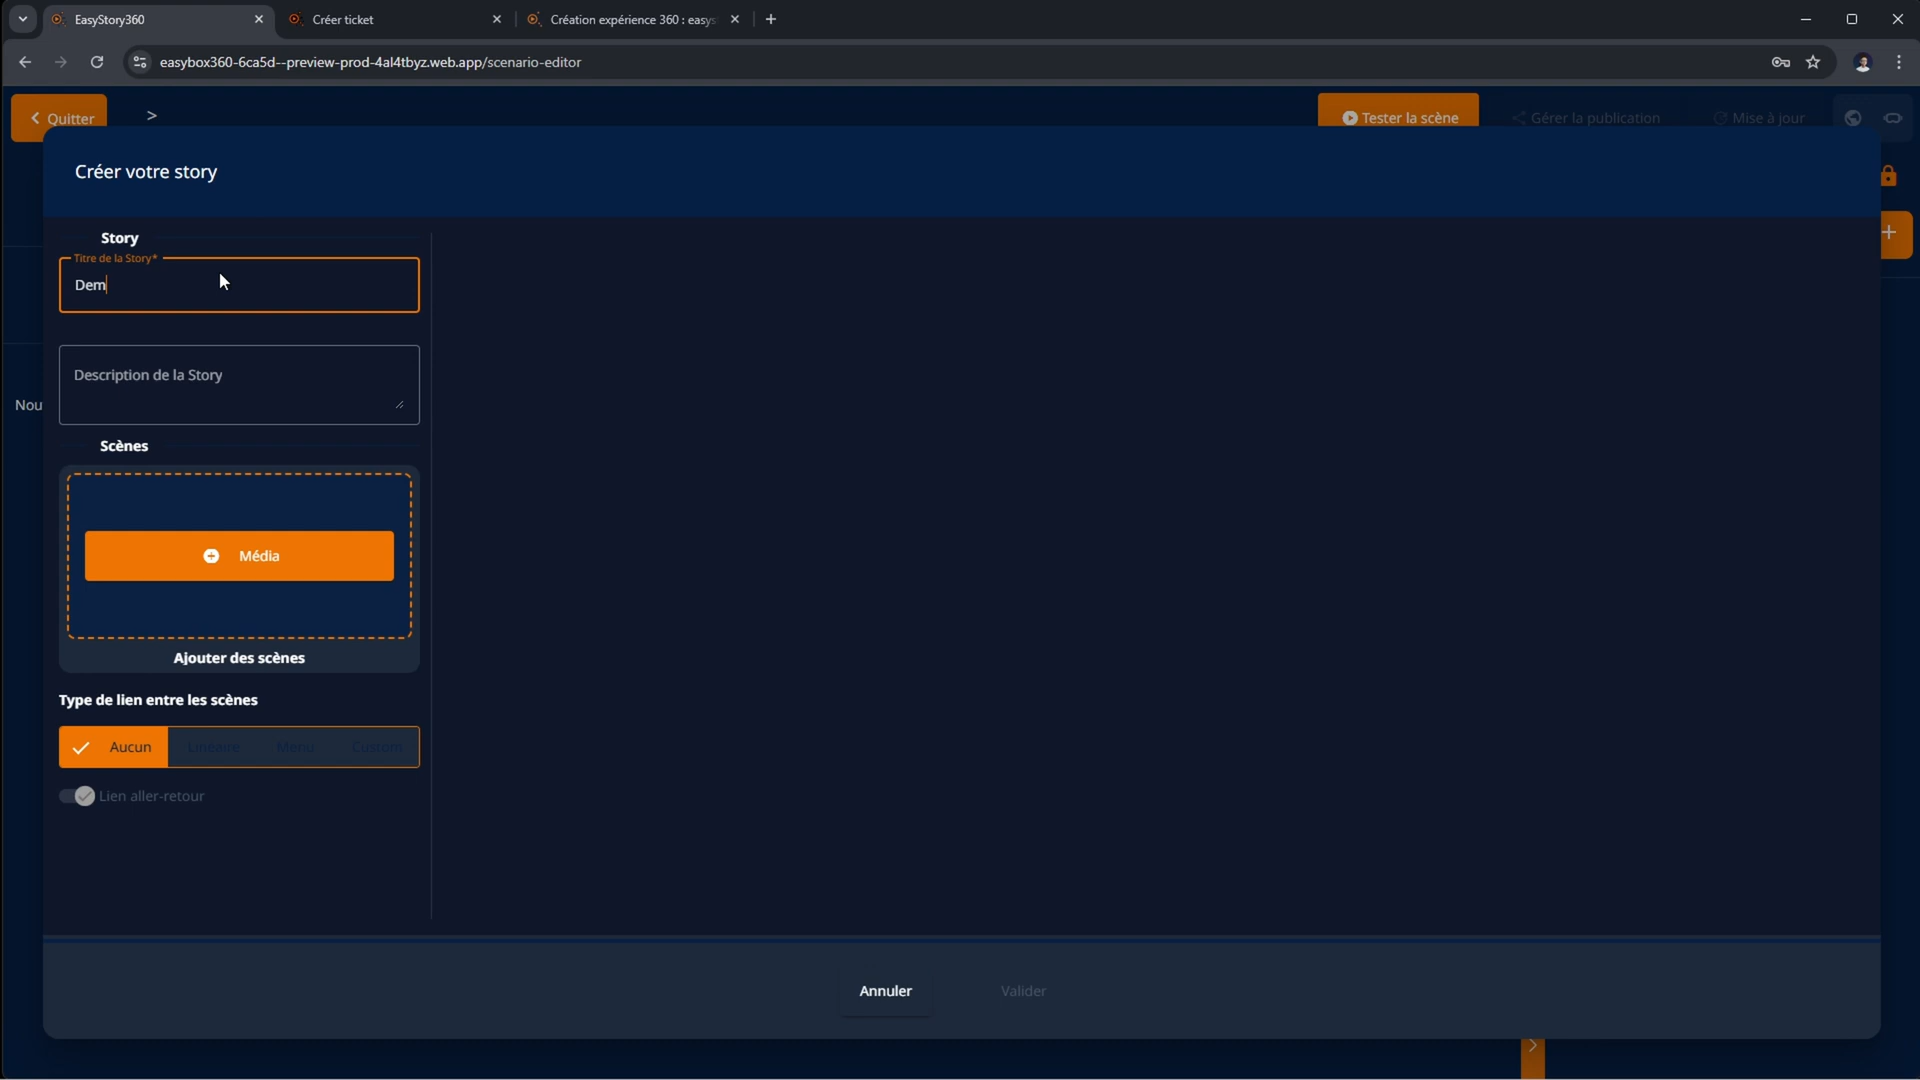 EasyStory360
Créer ticket
Création expérience 360 : easys
easybox360-6ca5d--preview-prod-4al4tbyz.web.app/scenario-editor
Quitter
>
Tester la scène
Gérer la publication
Mise à jour
Créer votre story
Story
Titre de la Story*
Dem
Description de la Story
Nou
Scènes
Média
Ajouter des scènes
Type de lien entre les scènes
Aucun
Linéaire
Menu
Custom
Lien aller-retour
Annuler
Valider